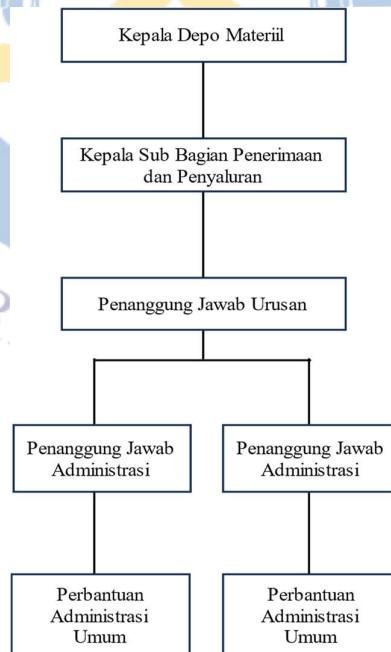 Kepala Depo Materiil
Kepala Sub Bagian Penerimaan
dan Penyaluran
Penanggung Jawab Urusan
Penanggung Jawab
Administrasi
Penanggung Jawab
Administrasi
Perbantuan
Administrasi
Umum
Perbantuan
Administrasi
Umum